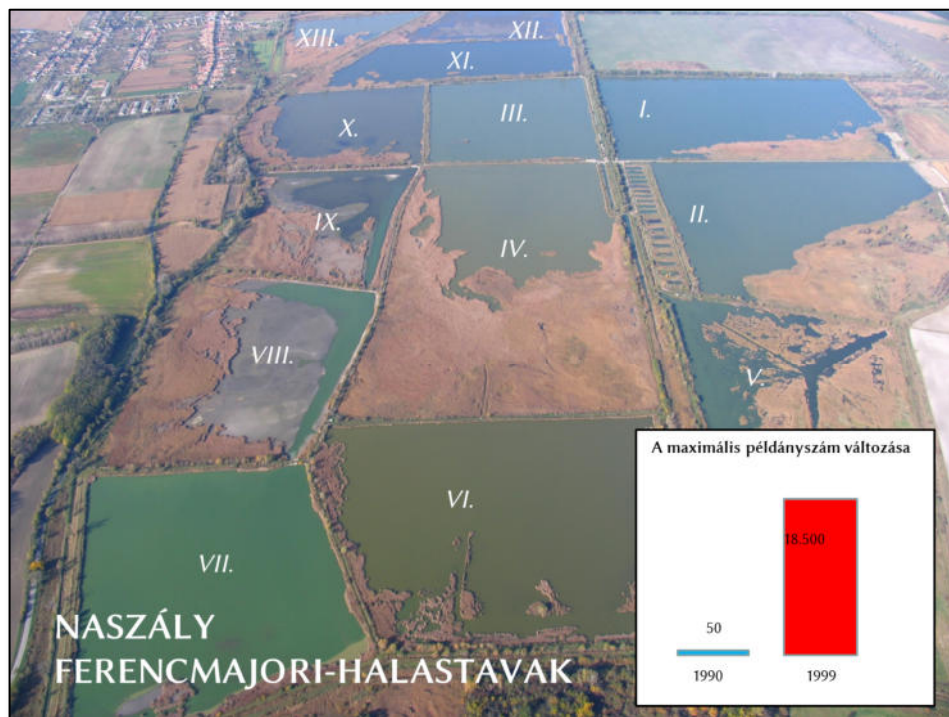 XIII.
XII.
XI.
X.
III.
I.
IX.
IV.
II.
VIII.
V.
VI.
VII.
NASZÁLY
FERENCMAJORI-HALASTAVAK
A maximális példányszám változása
18.500
50
1990
1999